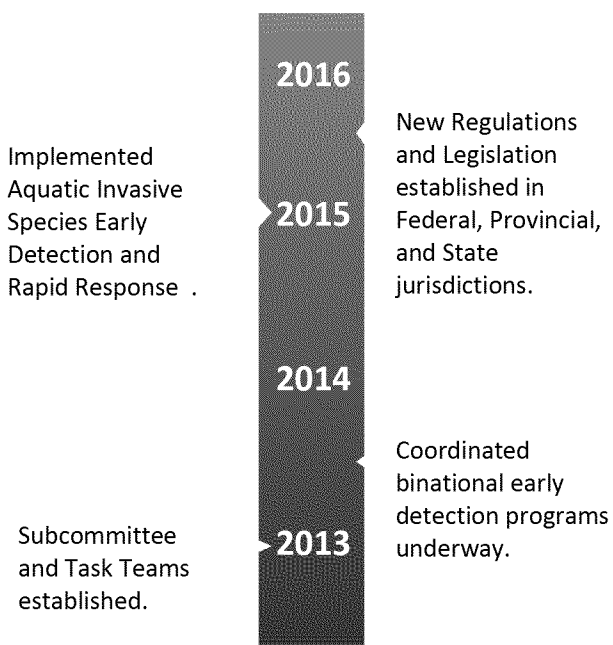 2016
New Regulations
and Legislation
established in
Federal, Provincial,
and State
jurisdictions.
Implemented
Aquatic Invasive
Species Early
Detection and
Rapid Response .
2015
2014
Coordinated
binational early
detection programs
underway.
Subcommittee
and Task Teams
established.
2013